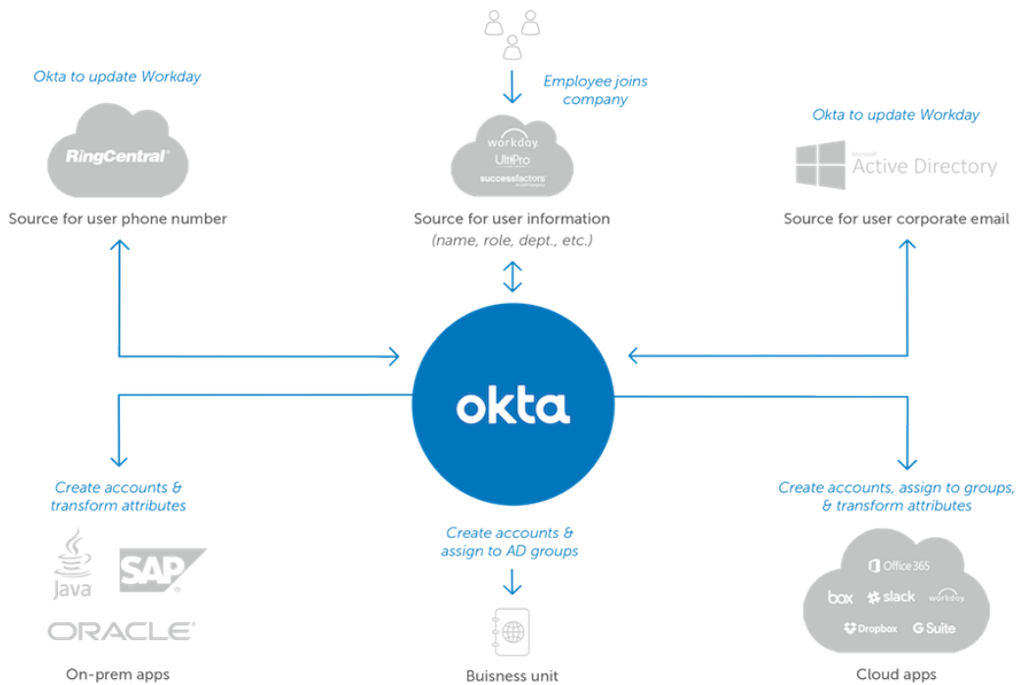 Okta to update Workday
RingCentral®
Source for user phone number
Employee joins
company
workday.
UltiPro
successfactors
Source for user information
(name, role, dept., etc.)
Okta to update Workday
Microsoft
Active Directory
Source for user corporate email
okta
Create accounts &
transform attributes
Java
SAP®
ORACLE®
On-prem apps
Create accounts &
assign to AD groups
Buisness unit
Create accounts, assign to groups,
& transform attributes
Office 365
box slack workday
Dropbox G Suite
Cloud apps